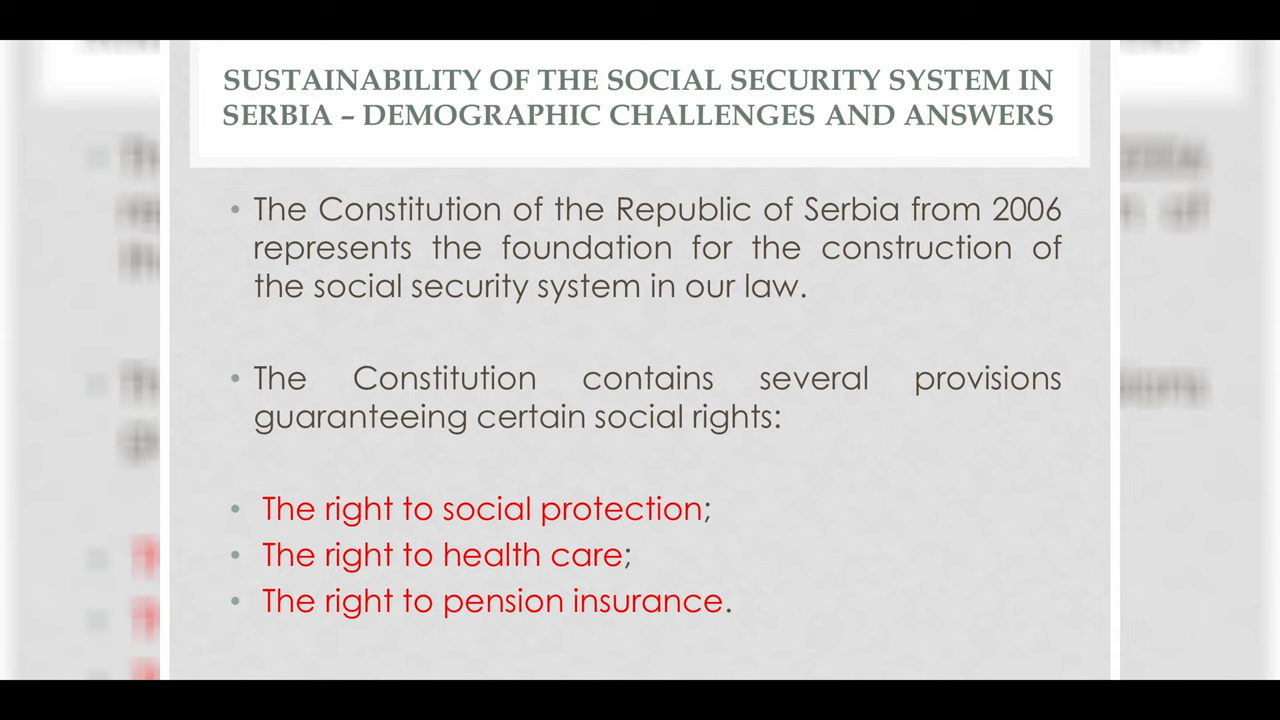 SUSTAINABILITY OF THE SOCIAL SECURITY SYSTEM IN
SERBIA – DEMOGRAPHIC CHALLENGES AND ANSWERS
• The Constitution of the Republic of Serbia from 2006
represents the foundation for the construction of
the social security system in our law.
• The Constitution contains several provisions
guaranteeing certain social rights:
• The right to social protection;
• The right to health care;
• The right to pension insurance.